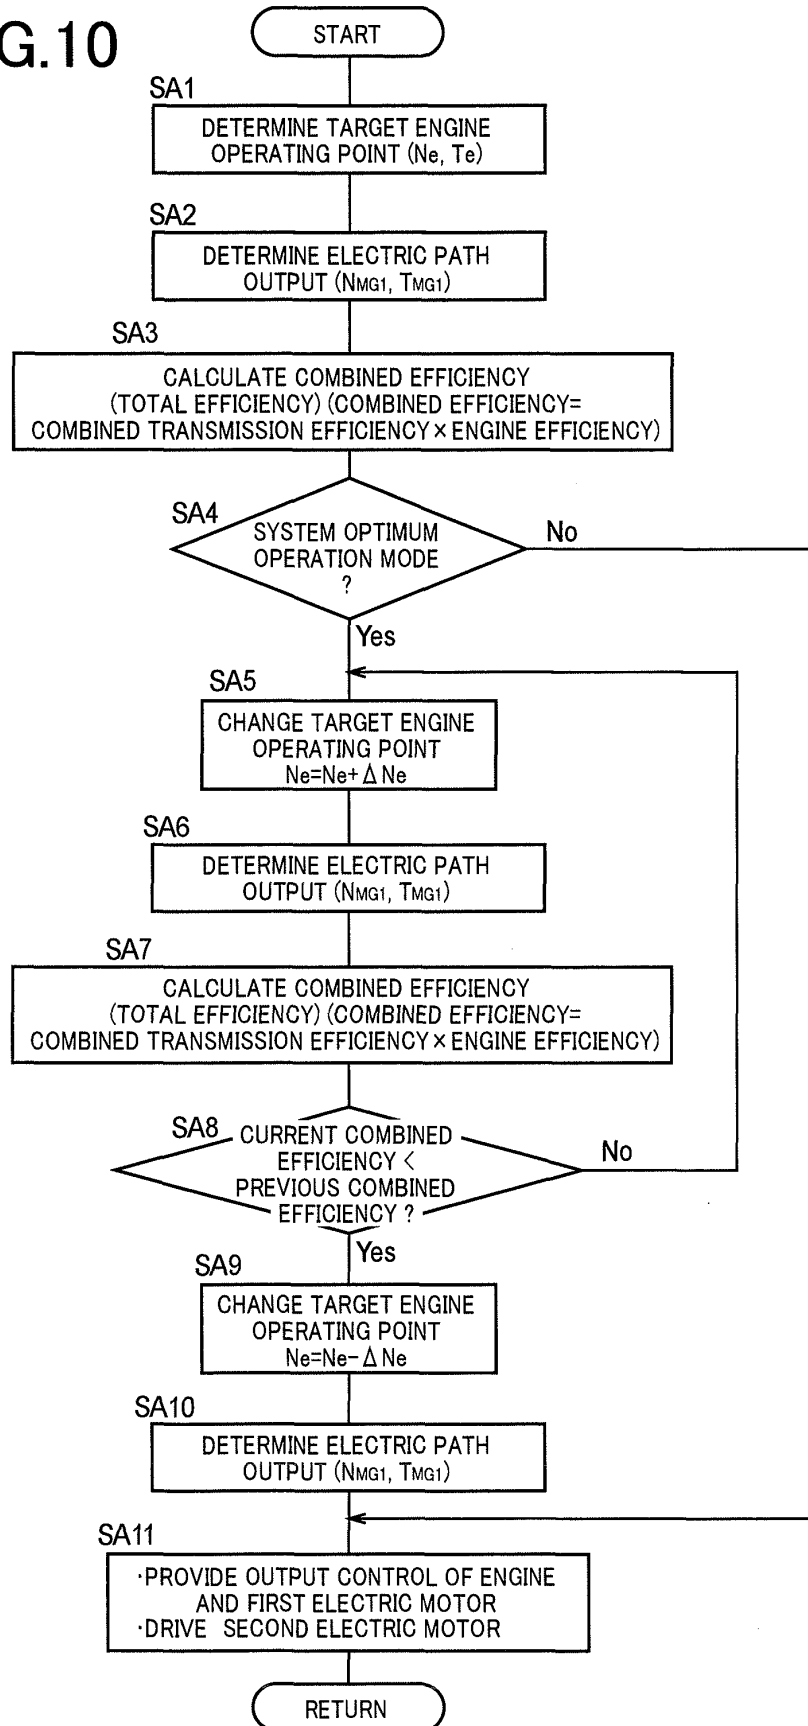 G.10
START
SA1
DETERMINE TARGET ENGINE
OPERATING POINT (Ne, Te)
SA2
DETERMINE ELECTRIC PATH
OUTPUT (NMG1, TMG1)
SA3
CALCULATE COMBINED EFFICIENCY
(TOTAL EFFICIENCY) (COMBINED EFFICIENCY=
COMBINED TRANSMISSION EFFICIENCY×ENGINE EFFICIENCY)
SA4
SYSTEM OPTIMUM
OPERATION MODE
?
No
Yes
SA5
CHANGE TARGET ENGINE
OPERATING POINT
Ne=Ne+ΔNe
SA6
DETERMINE ELECTRIC PATH
OUTPUT (NMG1, TMG1)
SA7
CALCULATE COMBINED EFFICIENCY
(TOTAL EFFICIENCY) (COMBINED EFFICIENCY=
COMBINED TRANSMISSION EFFICIENCY×ENGINE EFFICIENCY)
SA8
CURRENT COMBINED
EFFICIENCY <
PREVIOUS COMBINED
EFFICIENCY ?
No
Yes
SA9
CHANGE TARGET ENGINE
OPERATING POINT
Ne=Ne-ΔNe
SA10
DETERMINE ELECTRIC PATH
OUTPUT (NMG1, TMG1)
SA11
·PROVIDE OUTPUT CONTROL OF ENGINE
AND FIRST ELECTRIC MOTOR
·DRIVE SECOND ELECTRIC MOTOR
RETURN